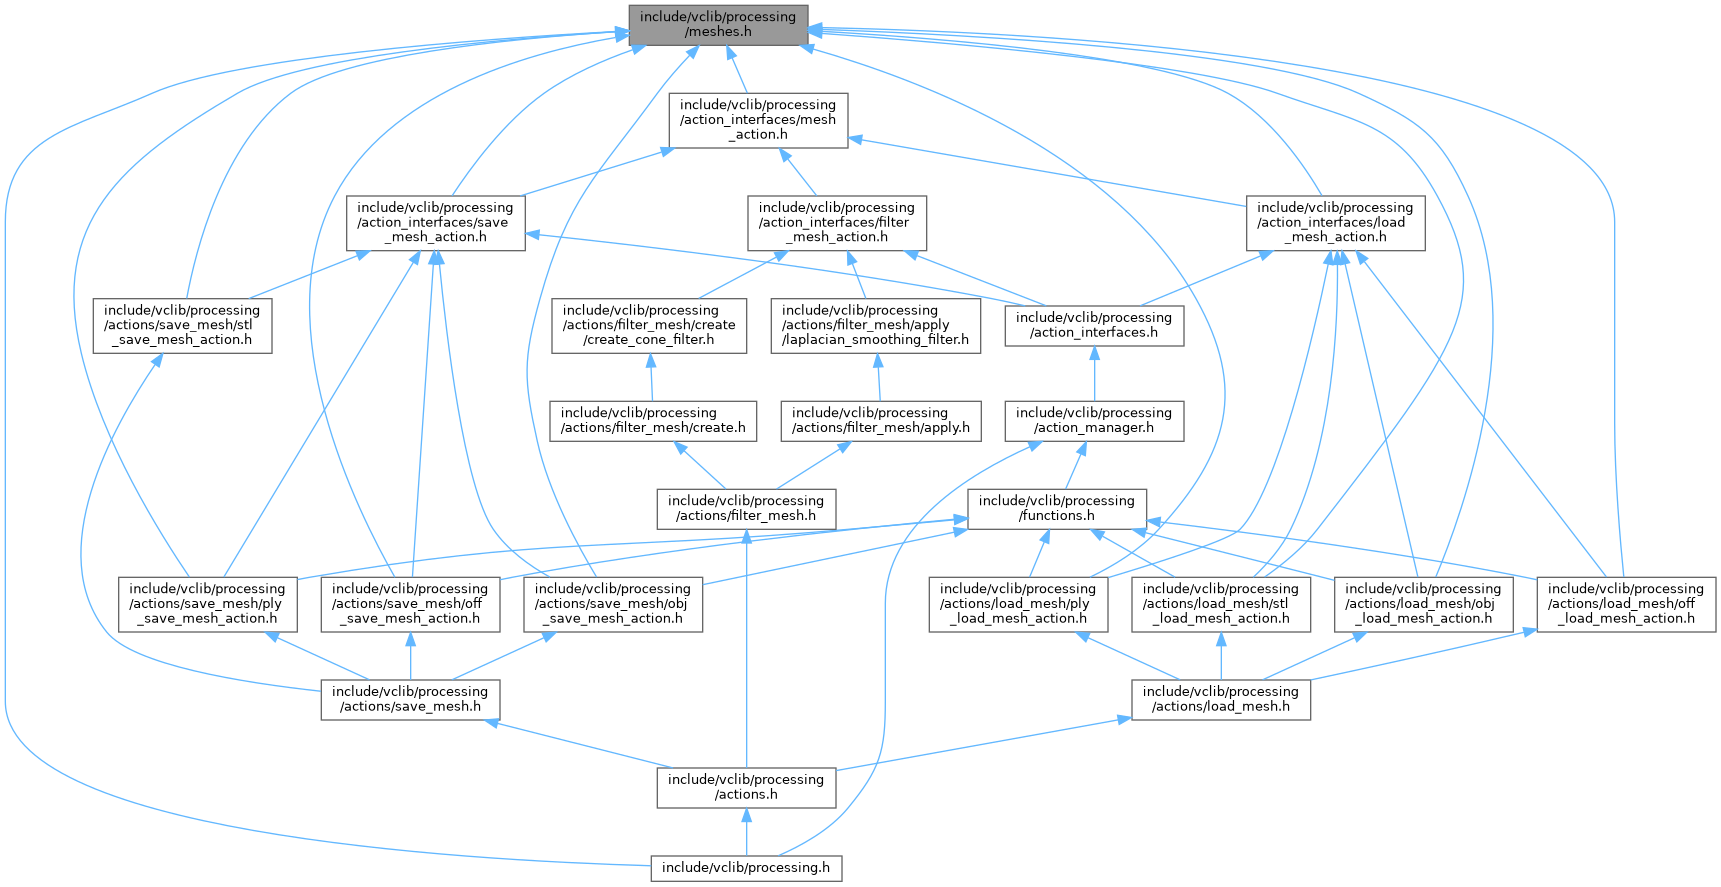 include/vclib/processing
/meshes.h
include/vclib/processing
/action_interfaces/mesh
_action.h
include/vclib/processing
/action_interfaces/save
_mesh_action.h
include/vclib/processing
/action_interfaces/filter
_mesh_action.h
include/vclib/processing
/action_interfaces/load
_mesh_action.h
include/vclib/processing
/actions/save_mesh/stl
_save_mesh_action.h
include/vclib/processing
/actions/filter_mesh/create
/create_cone_filter.h
include/vclib/processing
/actions/filter_mesh/apply
/laplacian_smoothing_filter.h
include/vclib/processing
/action_interfaces.h
include/vclib/processing
/actions/filter_mesh/create.h
include/vclib/processing
/actions/filter_mesh/apply.h
include/vclib/processing
/action_manager.h
include/vclib/processing
/actions/filter_mesh.h
include/vclib/processing
/functions.h
include/vclib/processing
/actions/save_mesh/ply
_save_mesh_action.h
include/vclib/processing
/actions/save_mesh/off
_save_mesh_action.h
include/vclib/processing
/actions/save_mesh/obj
_save_mesh_action.h
include/vclib/processing
/actions/load_mesh/ply
_load_mesh_action.h
include/vclib/processing
/actions/load_mesh/stl
_load_mesh_action.h
include/vclib/processing
/actions/load_mesh/obj
_load_mesh_action.h
include/vclib/processing
/actions/load_mesh/off
_load_mesh_action.h
include/vclib/processing
/actions/save_mesh.h
include/vclib/processing
/actions/load_mesh.h
include/vclib/processing
/actions.h
include/vclib/processing.h